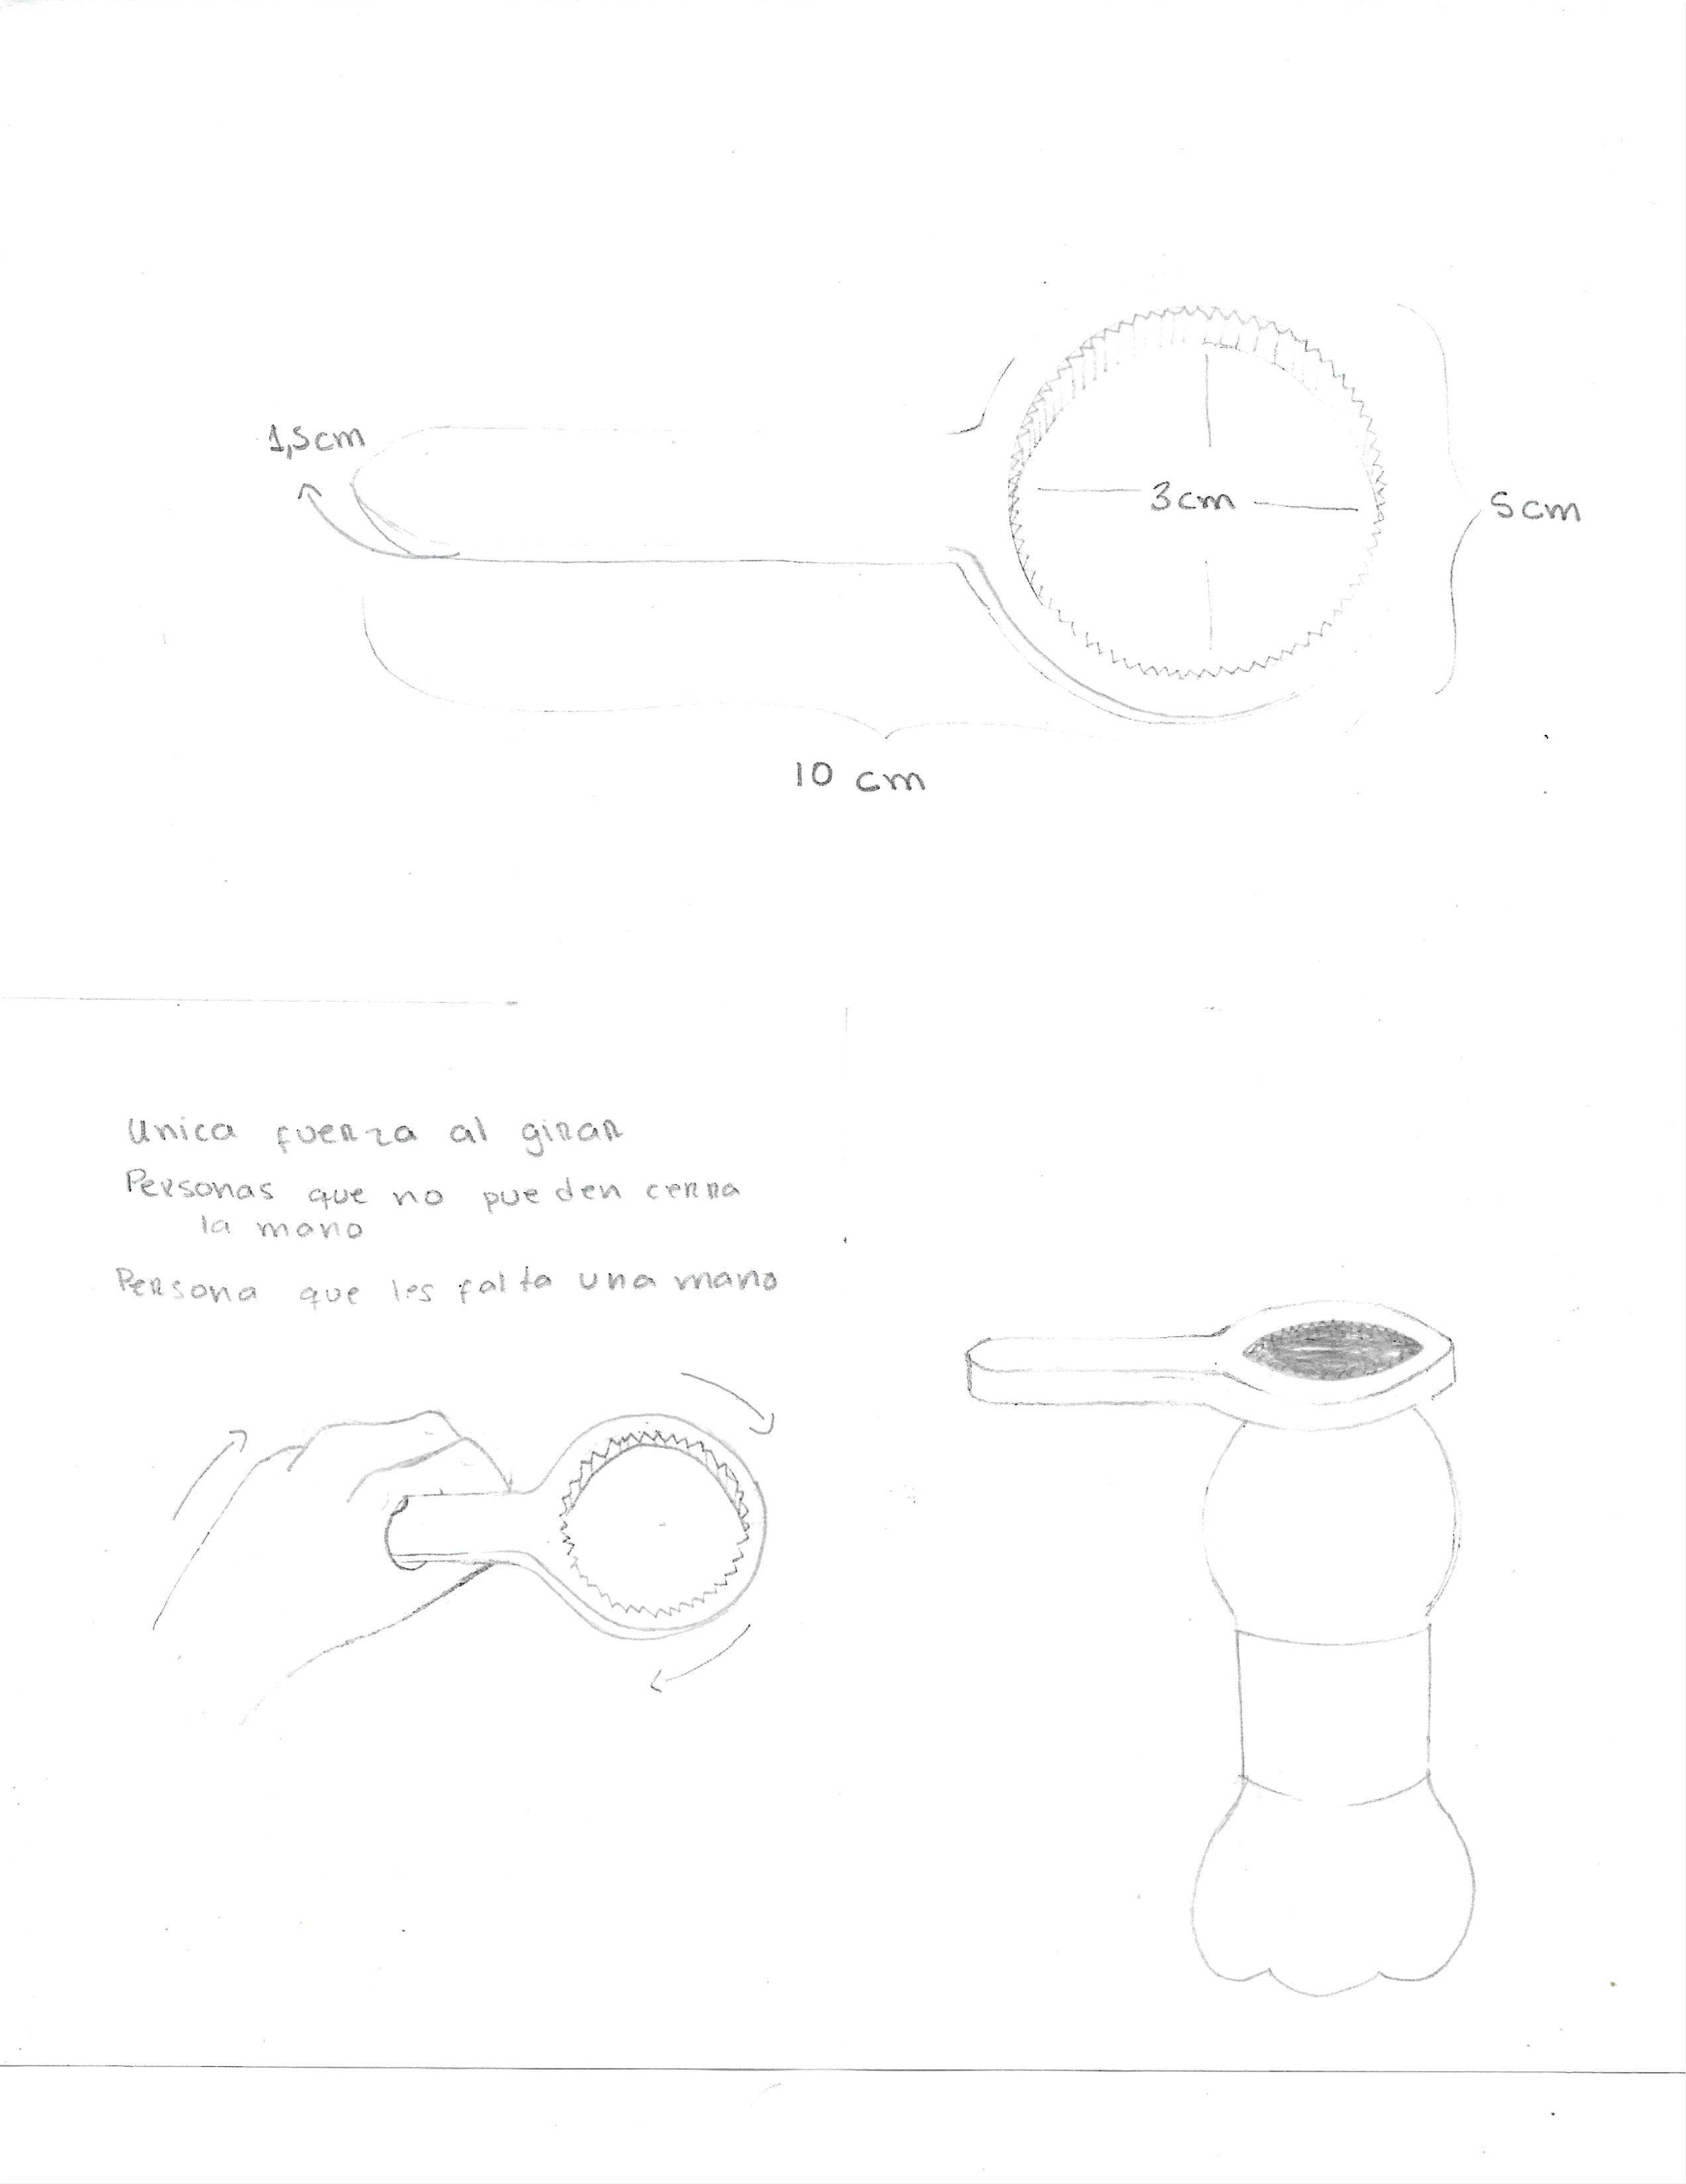 1,5cm
3cm
5cm
10 cm
Unica fuerza al girar
Personas que no pueden cerra
la mano
Persona que les falta una mano